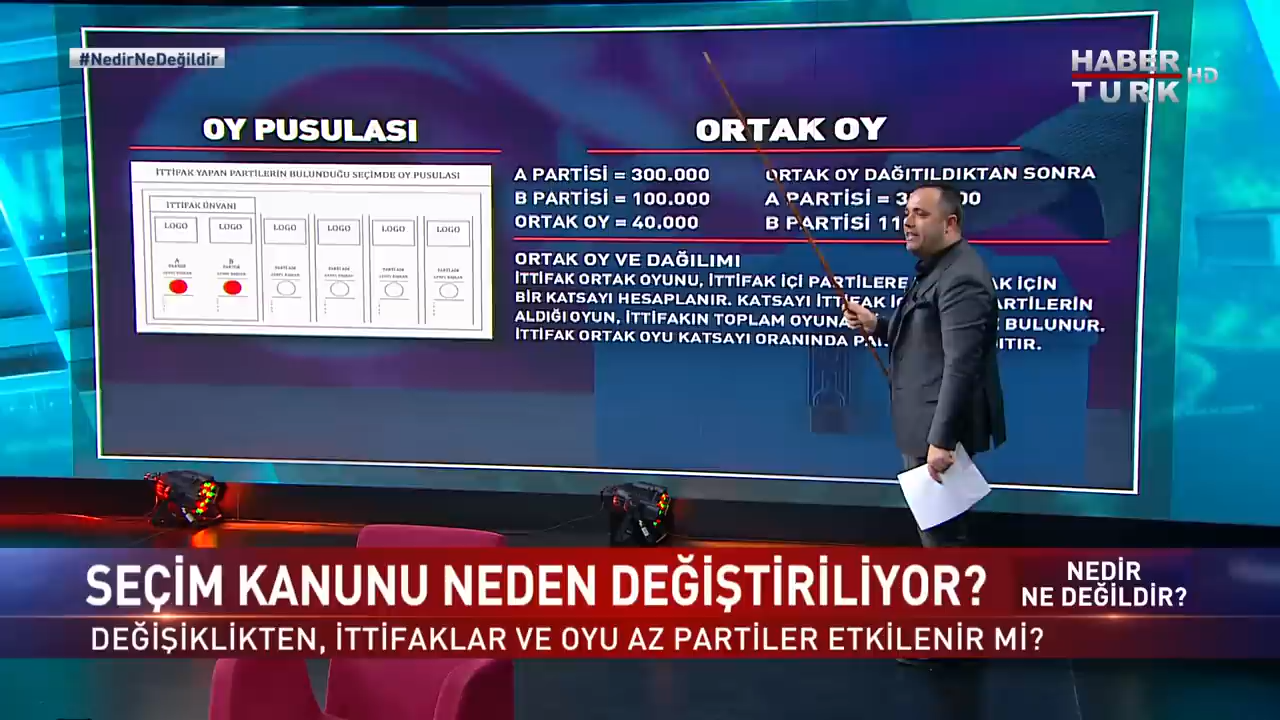 #NedirNeDeğildir
HABER
TURK HD
OY PUSULASI
İTTİFAK YAPAN PARTİLERİN BULUNDUĞU SEÇİMDE OY PUSULASI
İTTİFAK ÜNVANI
LOGO LOGO LOGO LOGO LOGO LOGO
A B
ORTAK OY
A PARTİSİ = 300.000
B PARTİSİ = 100.000
ORTAK OY = 40.000
ORTAK OY DAĞITILDIKTAN SONRA
A PARTİSİ = 3
B PARTİSİ 11
ORTAK OY VE DAĞILIMI
İTTİFAK ORTAK OYUNU, İTTİFAK İÇİ PARTİLERE AK İÇİN
BİR KATSAYI HESAPLANIR. KATSAYI İTTİFAK ARTİLERİN
ALDIĞI OYUN, İTTİFAKIN TOPLAM OYUNA BULUNUR.
İTTİFAK ORTAK OYU KATSAYI ORANINDA
SEÇİM KANUNU NEDEN DEĞİŞTİRİLİYOR?
DEĞİŞİKLİKTEN, İTTİFAKLAR VE OYU AZ PARTİLER ETKİLENİR Mİ?
NEDİR
NE DEĞİLDİR?